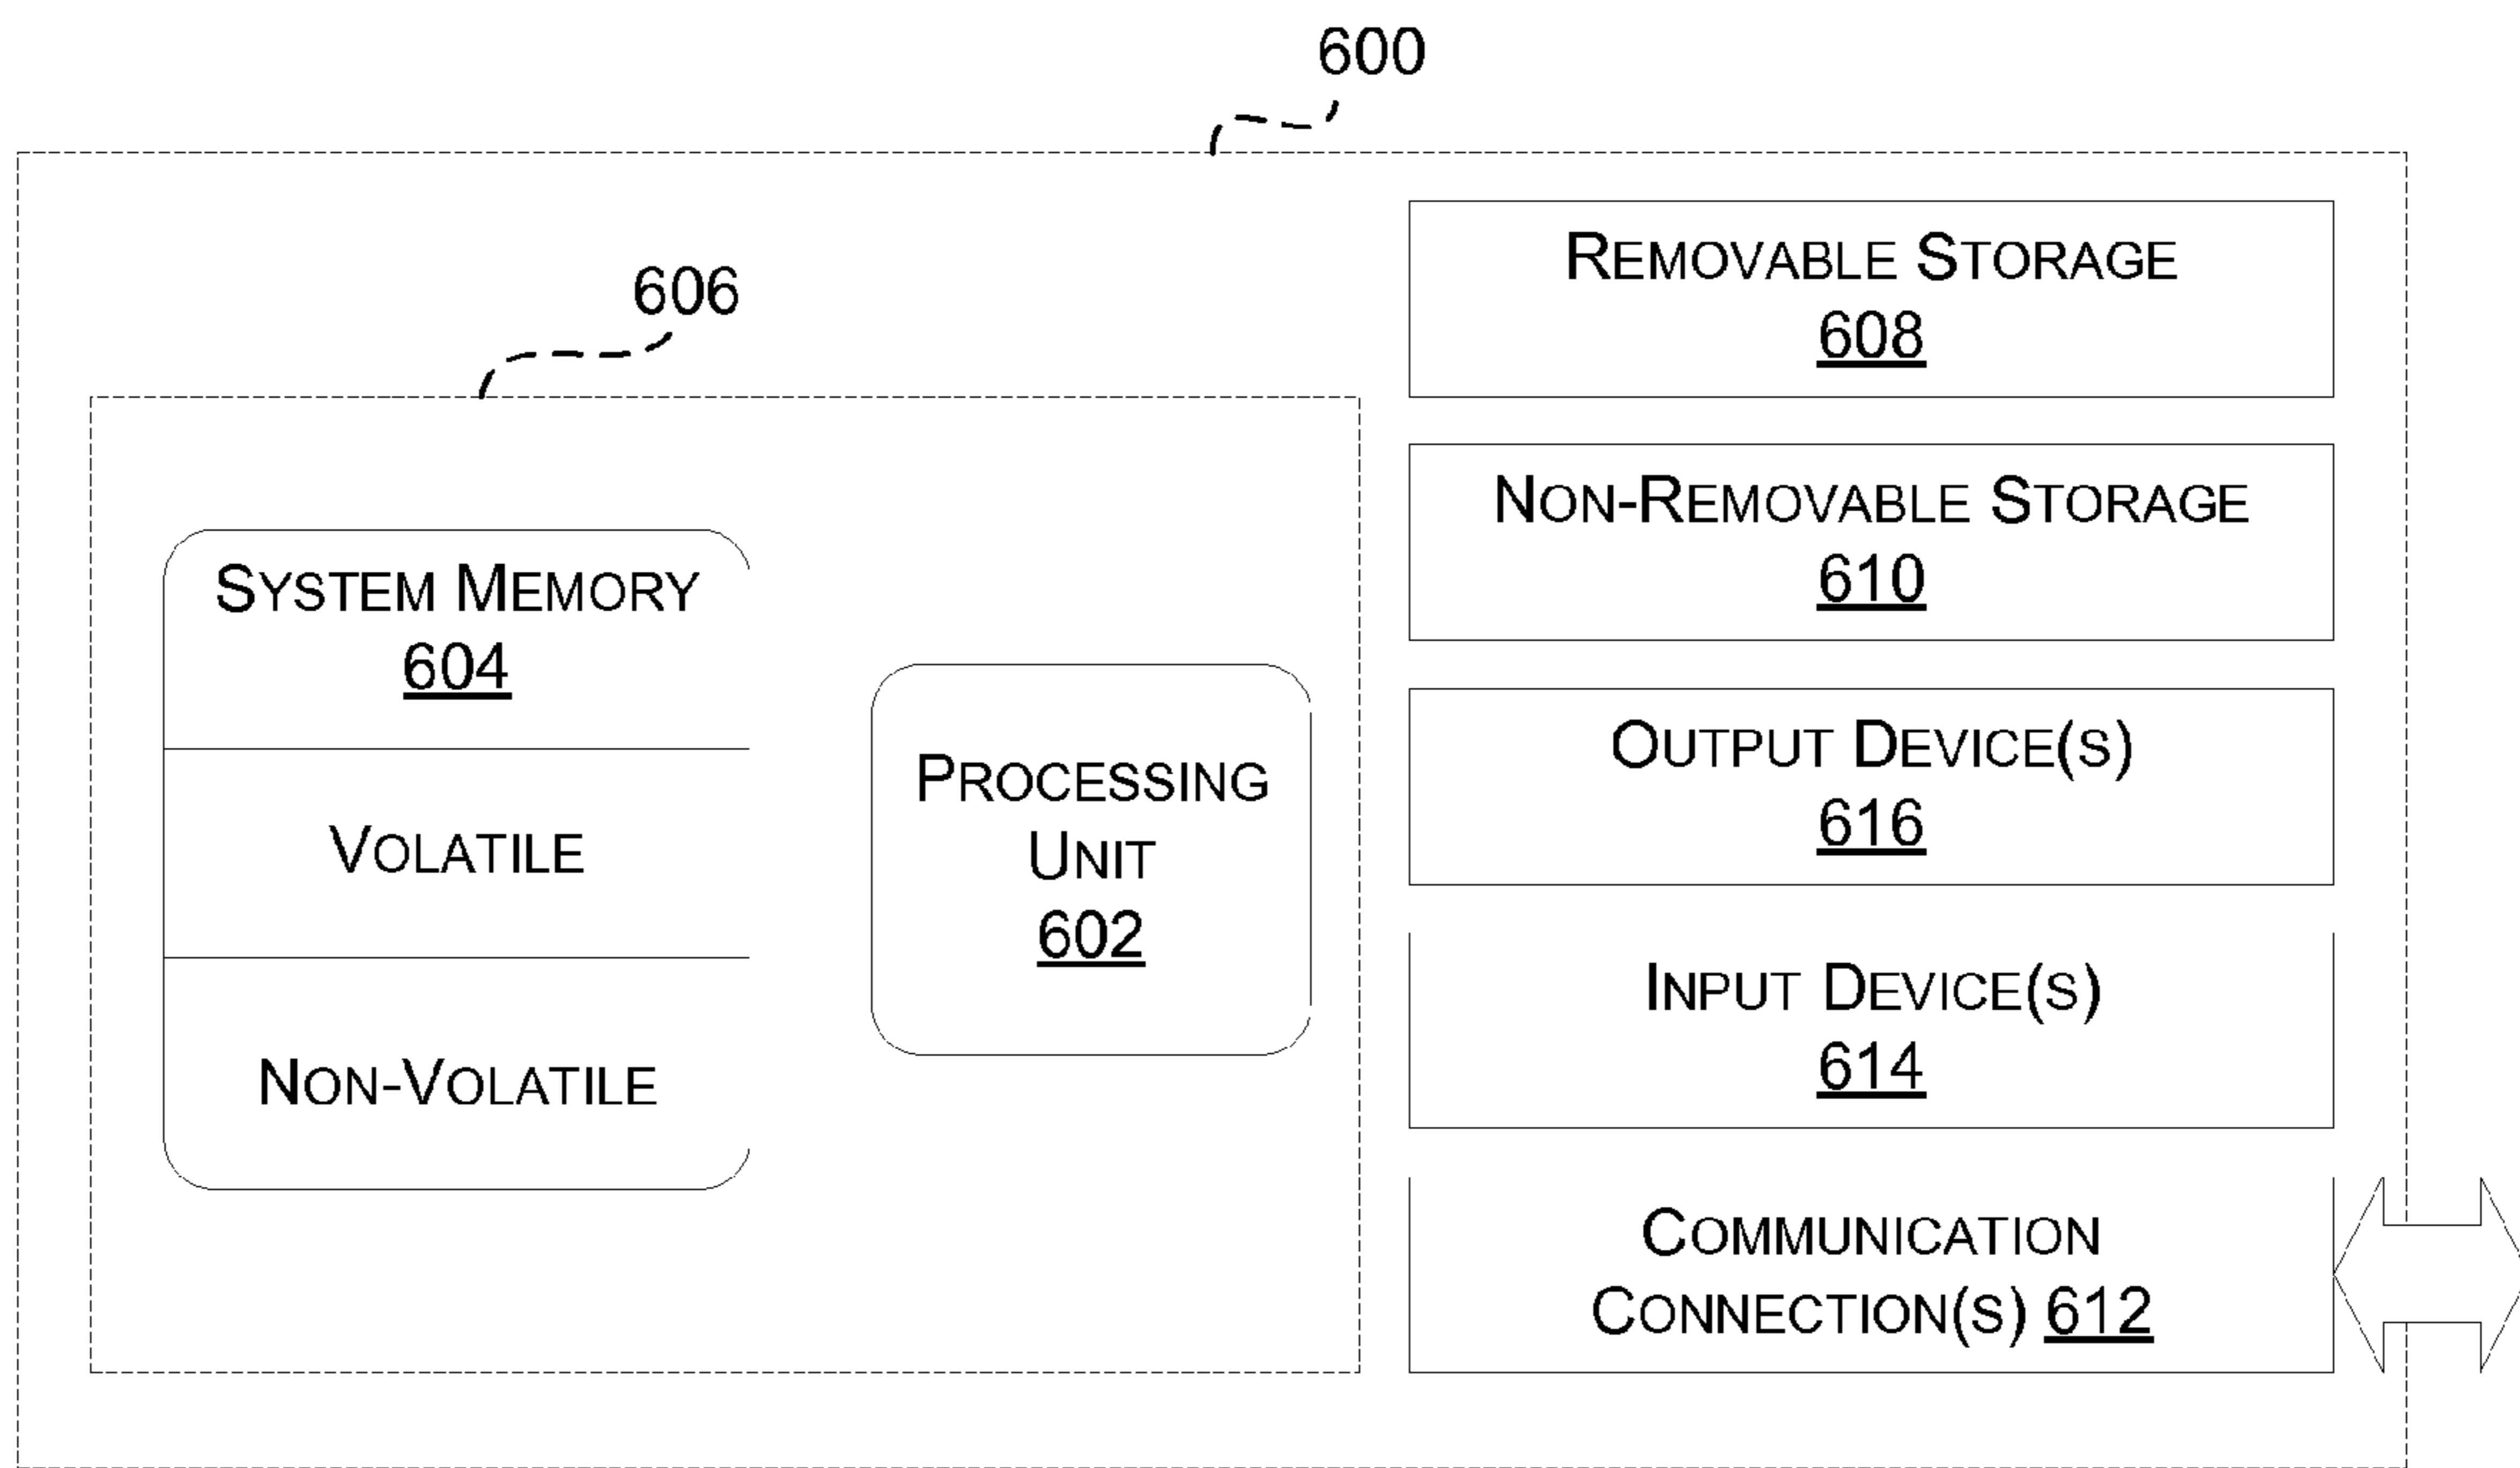 600
606
SYSTEM MEMORY
604
VOLATILE
NON-VOLATILE
PROCESSING
UNIT
602
REMOVABLE STORAGE
608
NON-REMOVABLE STORAGE
610
OUTPUT DEVICE(S)
616
INPUT DEVICE(S)
614
COMMUNICATION
CONNECTION(S) 612